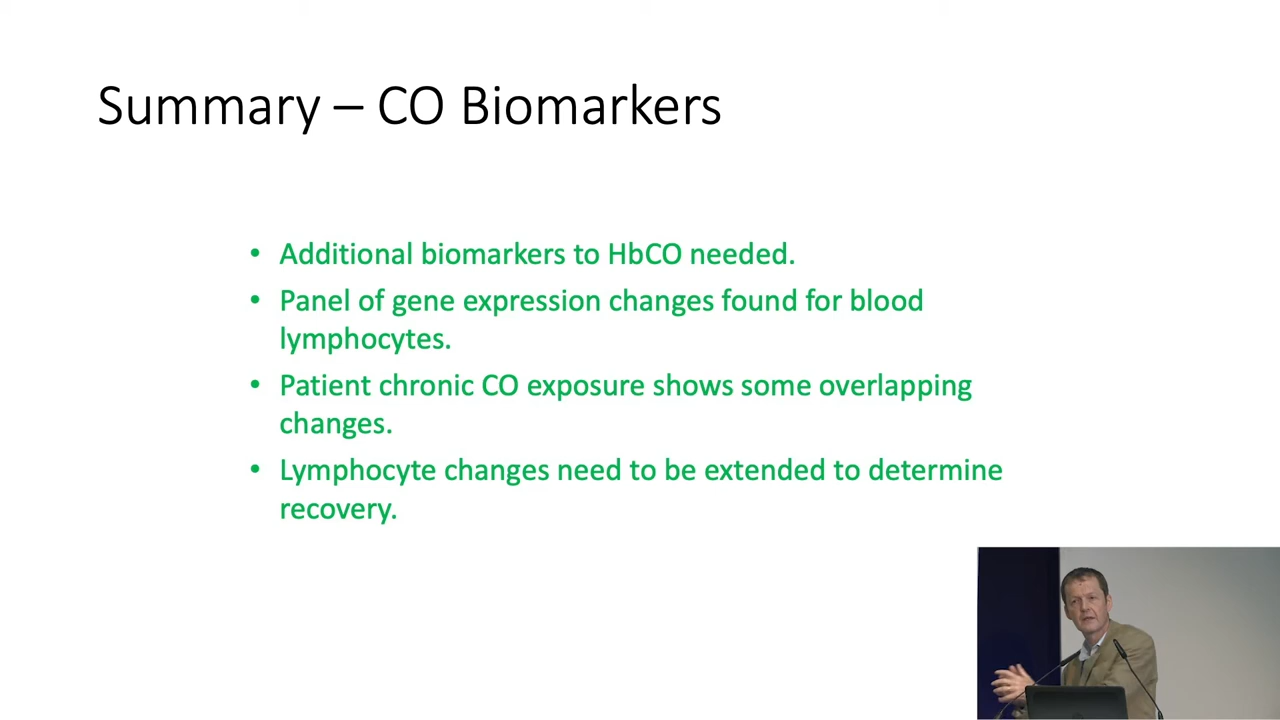 Summary – CO Biomarkers
• Additional biomarkers to HbCO needed.
• Panel of gene expression changes found for blood
lymphocytes.
• Patient chronic CO exposure shows some overlapping
changes.
• Lymphocyte changes need to be extended to determine
recovery.